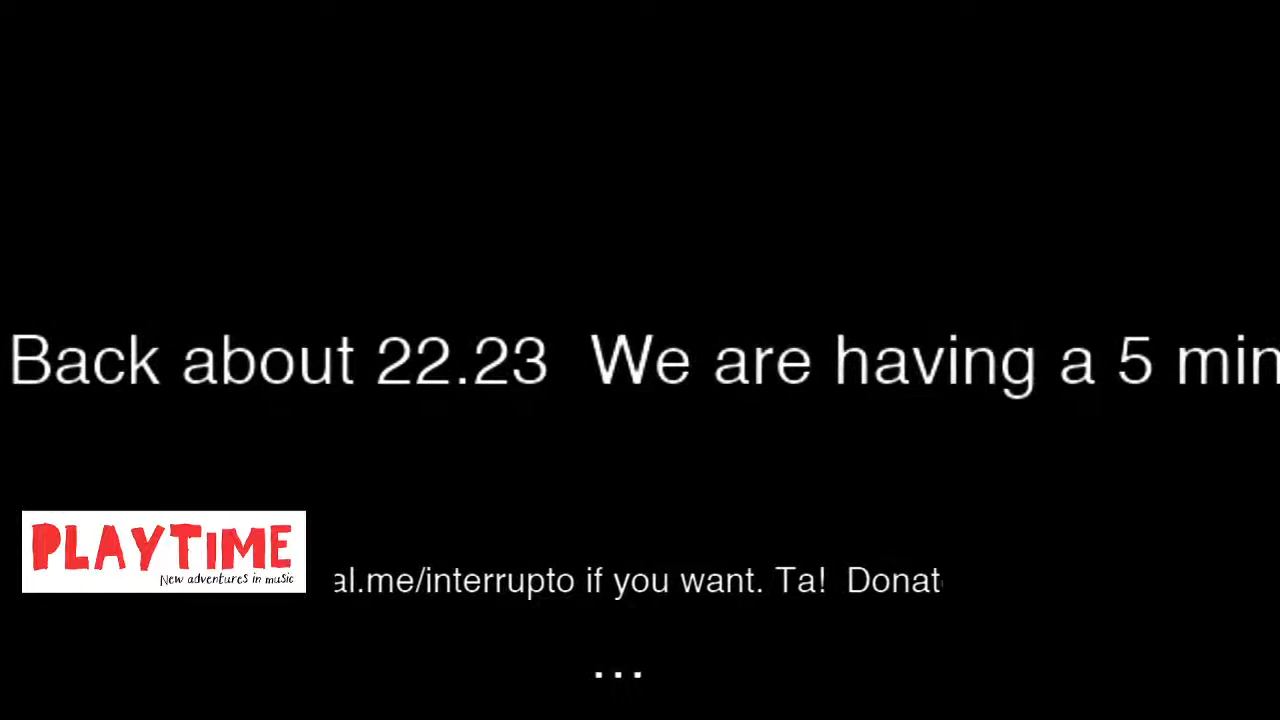 Back about 22.23  We are having a 5 min
PLAYTIME
New adventures in music
al.me/interrupto if you want. Ta!  Donat
...